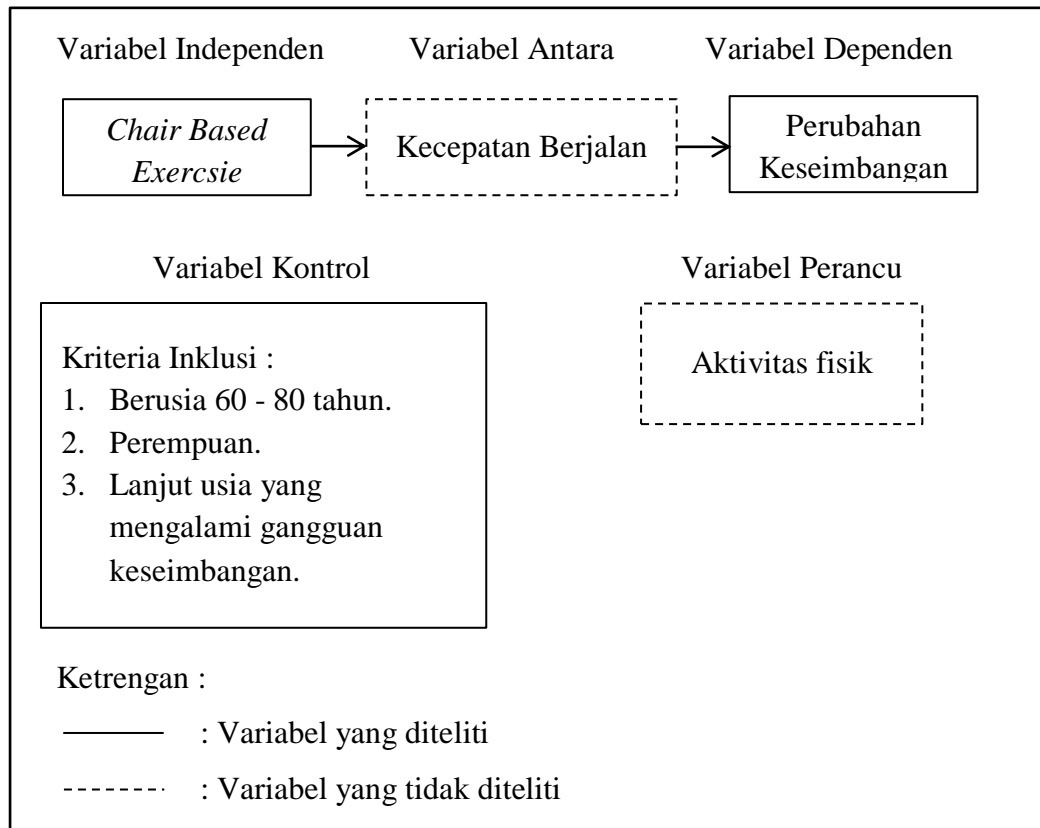 Variabel Independen Variabel Antara Variabel Dependen
Chair Based
Exercsie
Kecepatan Berjalan
Perubahan
Keseimbangan
Variabel Kontrol Variabel Perancu
Kriteria Inklusi :
1. Berusia 60 - 80 tahun.
2. Perempuan.
3. Lanjut usia yang
mengalami gangguan
keseimbangan.
Aktivitas fisik
Ketrengan :
: Variabel yang diteliti
: Variabel yang tidak diteliti